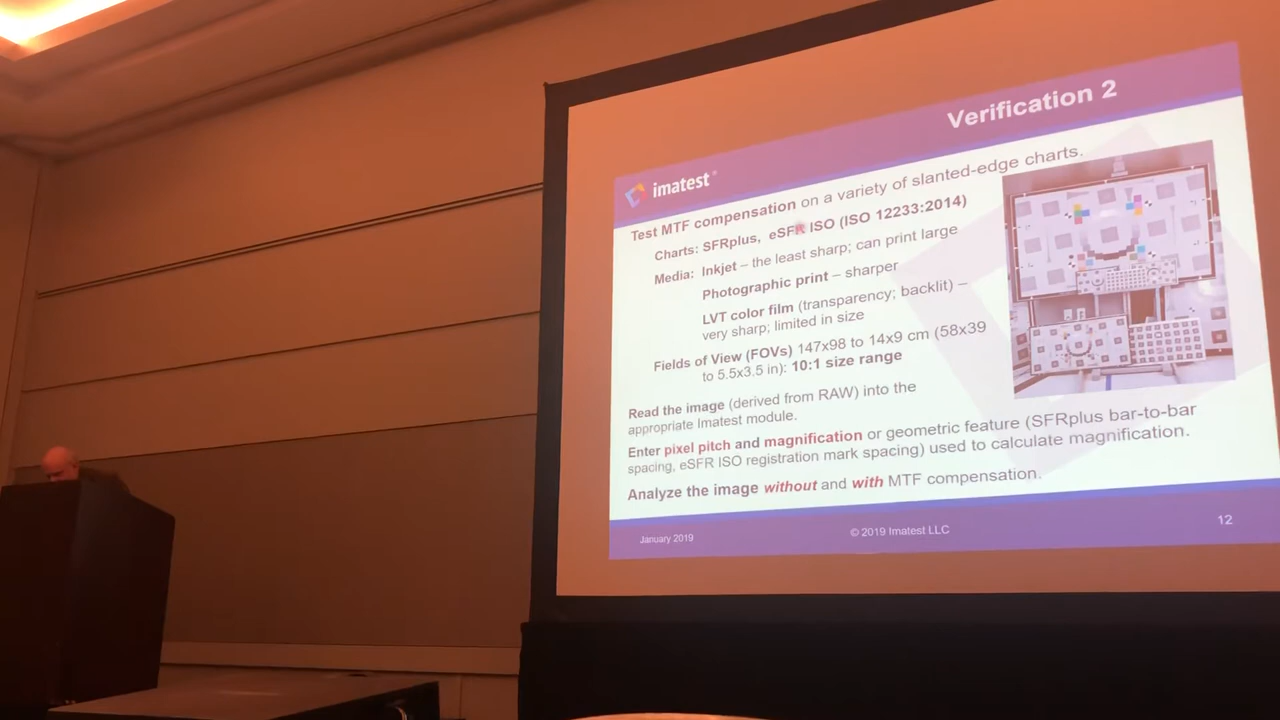 Verification 2
imatest®
Test MTF compensation on a variety of slanted-edge charts.
Charts: SFRplus, eSFR ISO (ISO 12233:2014)
Media: Inkjet – the least sharp; can print large
Photographic print – sharper
LVT color film (transparency; backlit) –
very sharp; limited in size
Fields of View (FOVs) 147x98 to 14x9 cm (58x39
to 5.5x3.5 in): 10:1 size range
Read the image (derived from RAW) into the
appropriate Imatest module.
Enter pixel pitch and magnification or geometric feature (SFRplus bar-to-bar
spacing, eSFR ISO registration mark spacing) used to calculate magnification.
Analyze the image without and with MTF compensation.
January 2019
© 2019 Imatest LLC
12